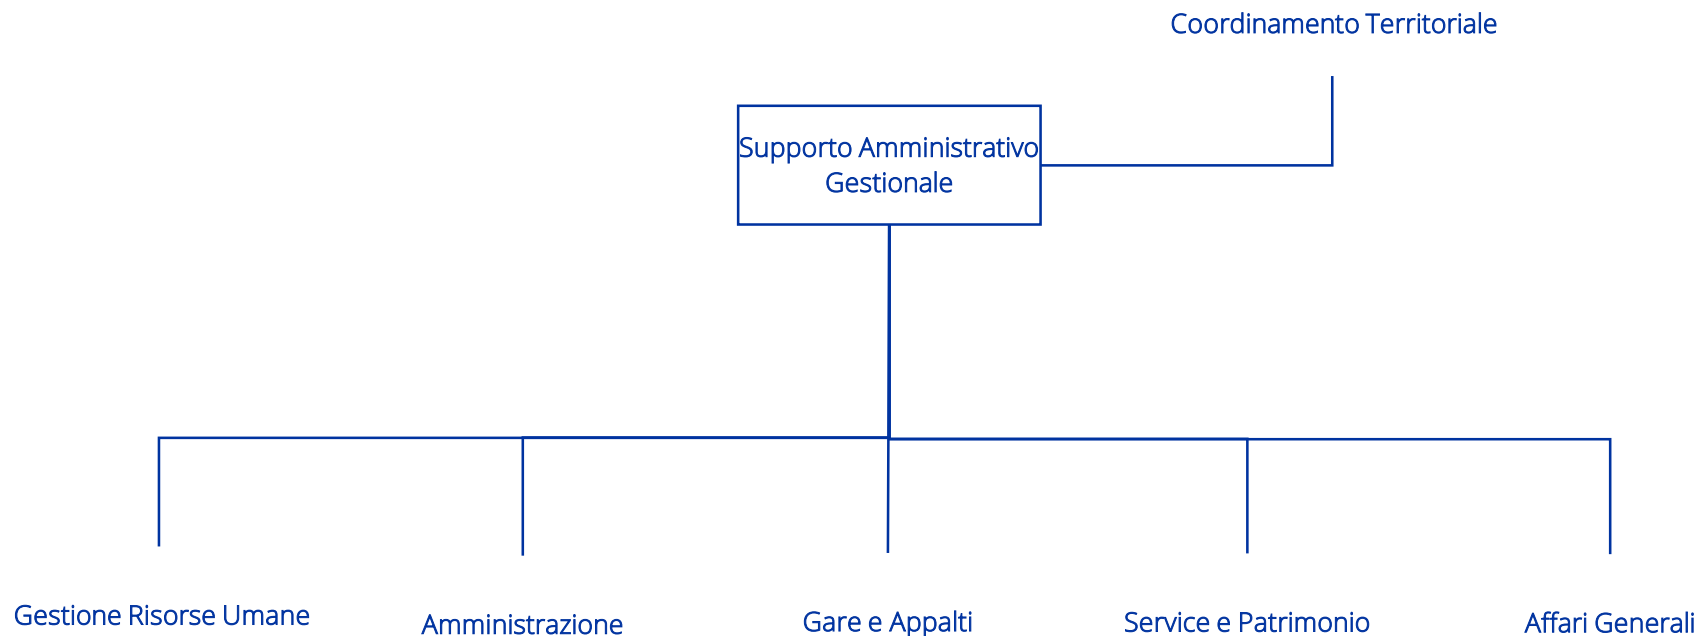 Coordinamento Territoriale
Supporto Amministrativo
Gestionale
Gestione Risorse Umane
Amministrazione
Gare e Appalti
Service e Patrimonio
Affari Generali